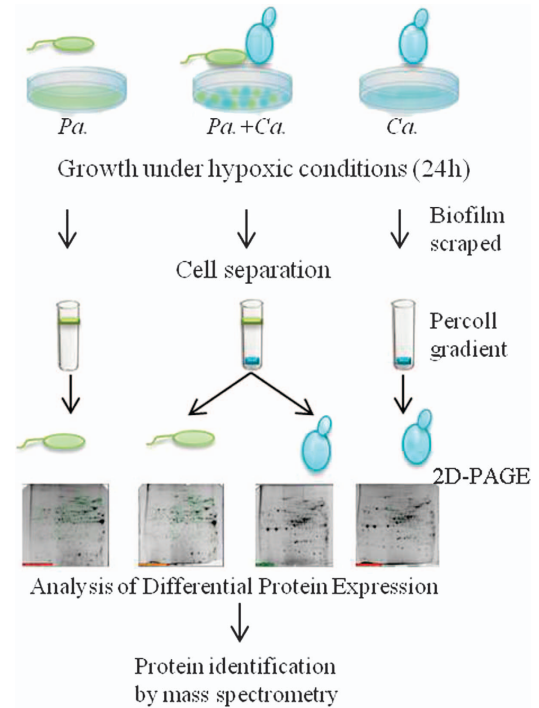 Pa.
Pa.+Ca.
Ca.
Growth under hypoxic conditions (24h)
Biofilm
scraped
Cell separation
Percoll
gradient
2D-PAGE
Analysis of Differential Protein Expression
Protein identification
by mass spectrometry